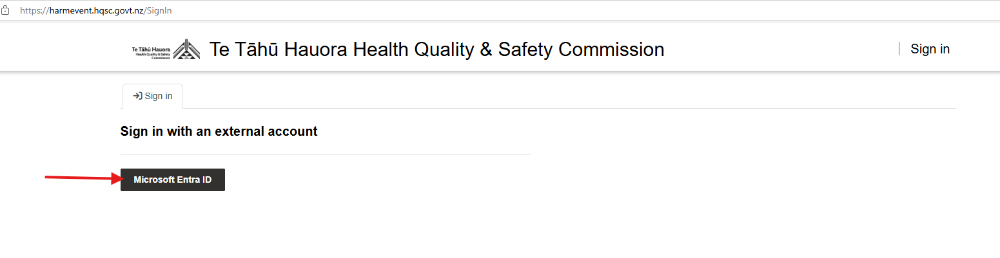 https://harmevent.hqsc.govt.nz/SignIn
Te Tāhū Hauora
Health Quality & Safety
Commission
Te Tāhū Hauora Health Quality & Safety Commission
Sign in
Sign in
Sign in with an external account
Microsoft Entra ID